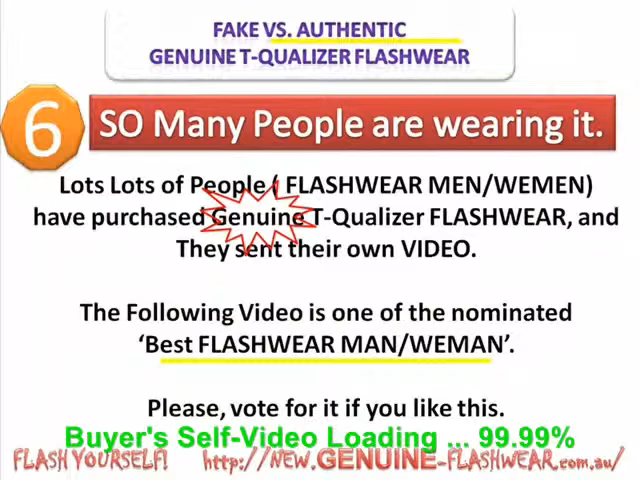 FAKE VS. AUTHENTIC
GENUINE T-QUALIZER FLASHWEAR
6
SO Many People are wearing it.
Lots Lots of People ( FLASHWEAR MEN/WEMEN)
have purchased Genuine T-Qualizer FLASHWEAR, and
They sent their own VIDEO.
The Following Video is one of the nominated
‘Best FLASHWEAR MAN/WEMAN’.
Please, vote for it if you like this.
Buyer's Self-Video Loading ... 99.99%
FLASH YOURSELF! http://NEW.GENUINE-FLASHWEAR.com.au/